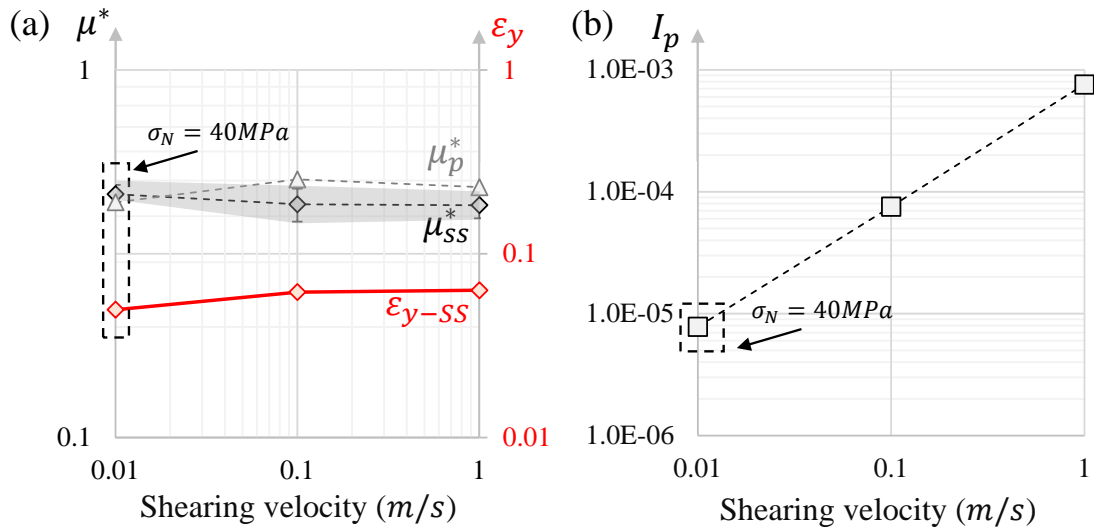 (a) μ* ε_y
1 1
σ_N = 40MPa
μ*_p
μ*_SS
0.1
ε_{y−SS}
0.1 0.01
0.01 0.1 1
Shearing velocity (m/s)
(b) I_p
1.0E-03
1.0E-04
1.0E-05
σ_N = 40MPa
1.0E-06
0.01 0.1 1
Shearing velocity (m/s)